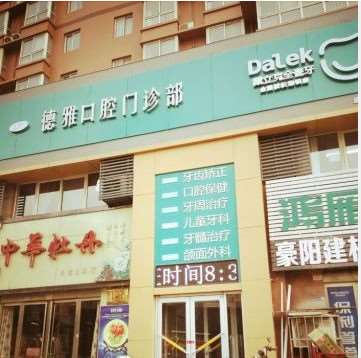 Dalek
德雅口腔门诊部
牙齿矫正
口腔保健
牙周治疗
儿童牙科
牙髓治疗
颌面外科
中华牡丹
时间8:3
鸿雁
豪阳建材